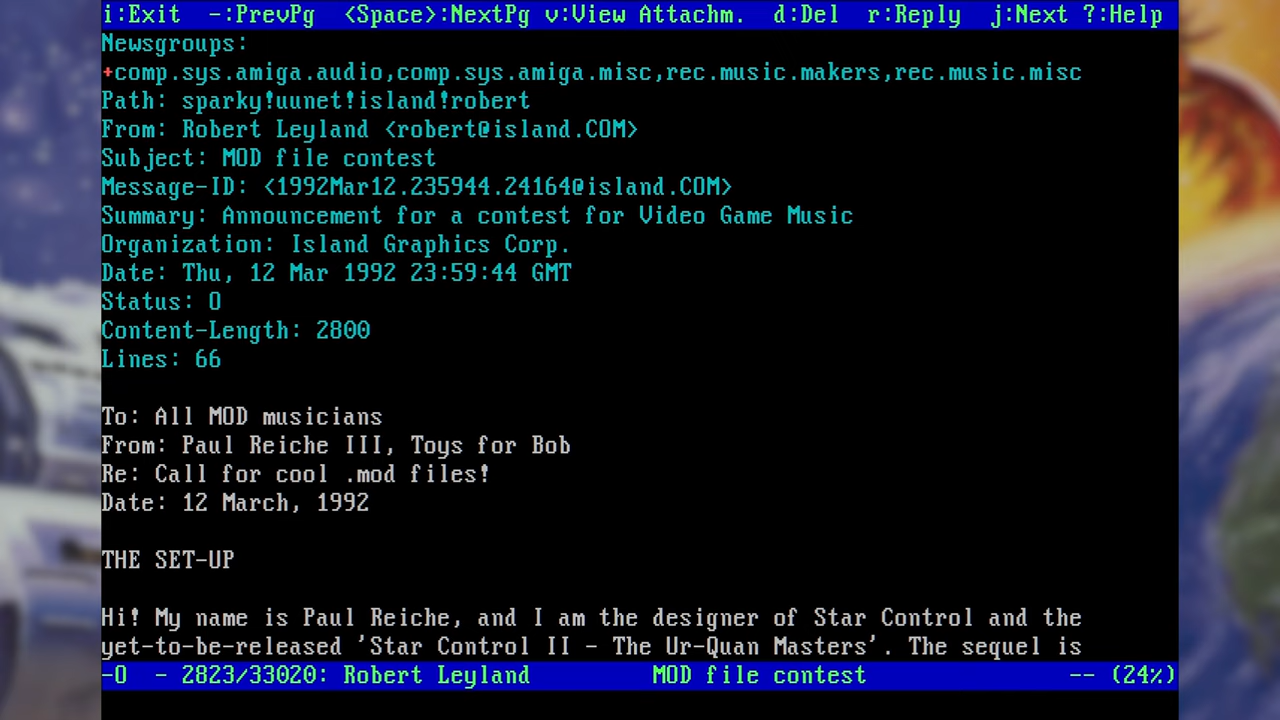 i:Exit  -:PrevPg  <Space>:NextPg v:View Attachm.  d:Del  r:Reply  j:Next ?:Help
Newsgroups:
+comp.sys.amiga.audio,comp.sys.amiga.misc,rec.music.makers,rec.music.misc
Path: sparky!uunet!island!robert
From: Robert Leyland <robert@island.COM>
Subject: MOD file contest
Message-ID: <1992Mar12.235944.24164@island.COM>
Summary: Announcement for a contest for Video Game Music
Organization: Island Graphics Corp.
Date: Thu, 12 Mar 1992 23:59:44 GMT
Status: O
Content-Length: 2800
Lines: 66
To: All MOD musicians
From: Paul Reiche III, Toys for Bob
Re: Call for cool .mod files!
Date: 12 March, 1992
THE SET-UP
Hi! My name is Paul Reiche, and I am the designer of Star Control and the
yet-to-be-released 'Star Control II - The Ur-Quan Masters'. The sequel is
-O  - 2823/33020: Robert Leyland         MOD file contest               -- (24%)